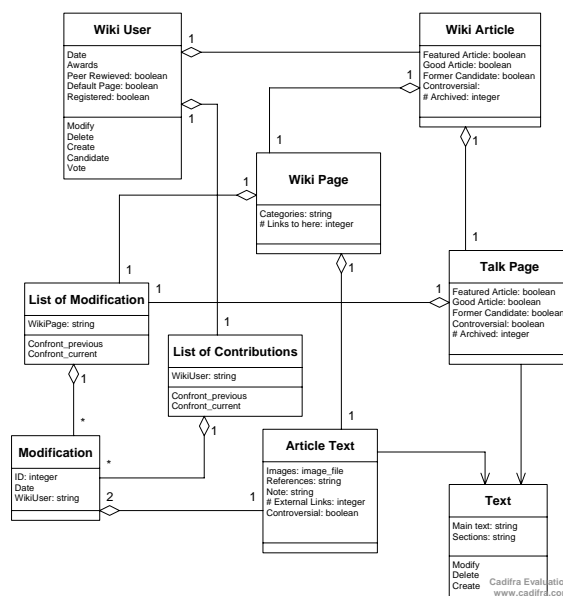 Wiki User
Date
Awards
Peer Rewieved: boolean
Default Page: boolean
Registered: boolean
Modify
Delete
Create
Candidate
Vote
1
1
Wiki Article
Featured Article: boolean
Good Article: boolean
Former Candidate: boolean
Controversial:
# Archived: integer
1
1
1
1
Wiki Page
Categories: string
# Links to here: integer
1
1
1
Talk Page
Featured Article: boolean
Good Article: boolean
Former Candidate: boolean
Controversial: boolean
# Archived: integer
1
1
List of Modification
WikiPage: string
Confront_previous
Confront_current
1
*
List of Contributions
WikiUser: string
Confront_previous
Confront_current
1
1
*
Modification
ID: integer
Date
WikiUser: string
2
1
Article Text
Images: image_file
References: string
Note: string
# External Links: integer
Controversial: boolean
1
Text
Main text: string
Sections: string
Modify
Delete
Create
Cadifra Evaluatio
www.cadifra.com